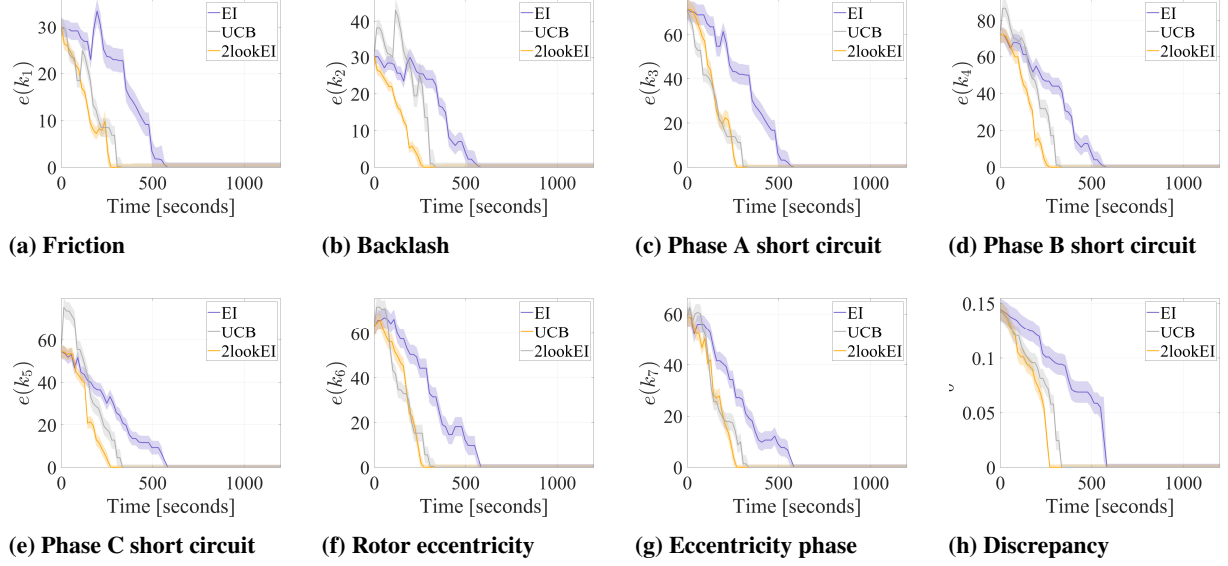 30
20
10
0
e(k₁)
EI
UCB
2lookEI
0 500 1000
Time [seconds]
(a) Friction
40
30
20
10
0
e(k₂)
EI
UCB
2lookEI
0 500 1000
Time [seconds]
(b) Backlash
60
40
20
0
e(k₃)
EI
UCB
2lookEI
0 500 1000
Time [seconds]
(c) Phase A short circuit
80
60
40
20
0
e(k₄)
EI
UCB
2lookEI
0 500 1000
Time [seconds]
(d) Phase B short circuit
60
40
20
0
e(k₅)
EI
UCB
2lookEI
0 500 1000
Time [seconds]
(e) Phase C short circuit
60
40
20
0
e(k₆)
EI
UCB
2lookEI
0 500 1000
Time [seconds]
(f) Rotor eccentricity
60
40
20
0
e(k₇)
EI
UCB
2lookEI
0 500 1000
Time [seconds]
(g) Eccentricity phase
0.15
0.1
0.05
0
EI
UCB
2lookEI
0 500 1000
Time [seconds]
(h) Discrepancy